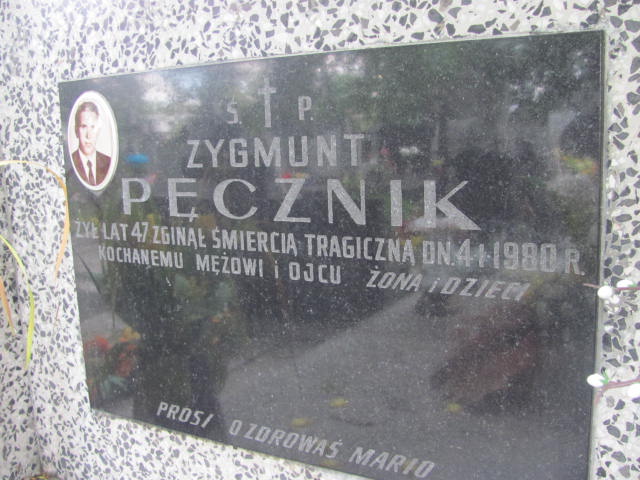 Ś † P.
ZYGMUNT
PĘCZNIK
ŻYŁ LAT 47 ZGINĄŁ ŚMIERCIĄ TRAGICZNĄ DN. 4 I 1980 R.
KOCHANEMU MĘŻOWI i OJCU ŻONA i DZIECI
PROSI O ZDROWAŚ MARIO